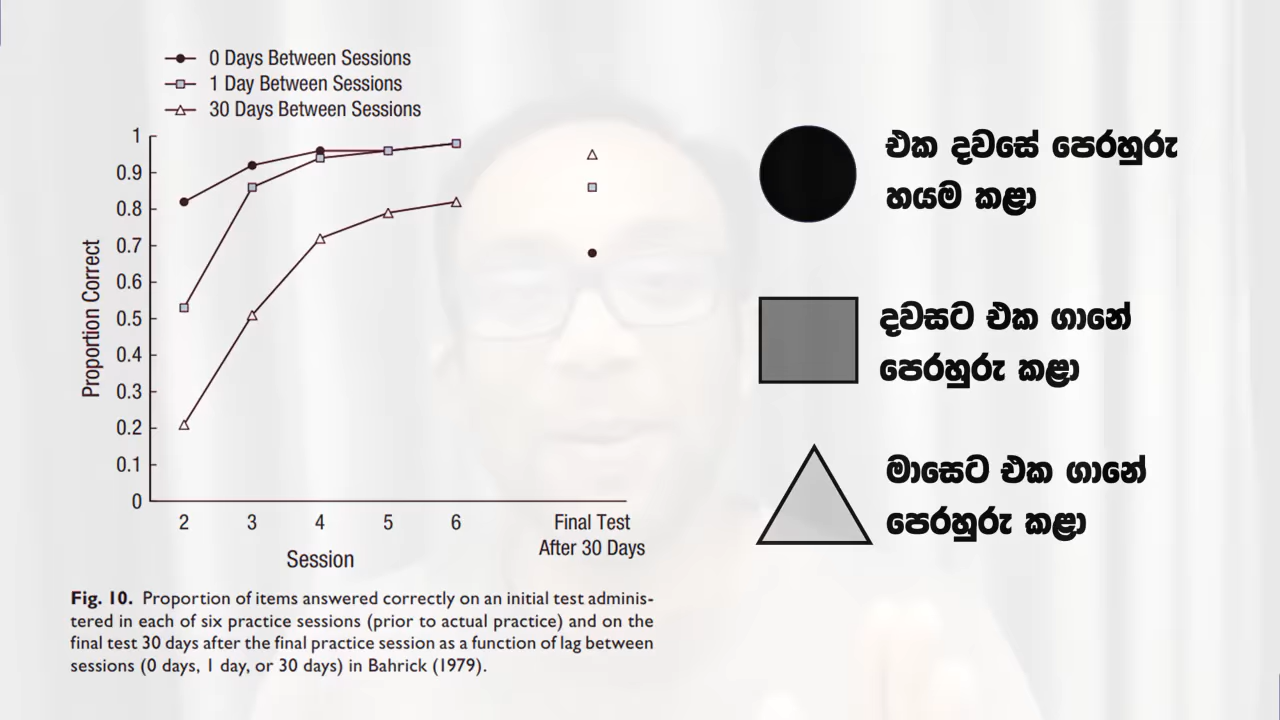 0 Days Between Sessions
1 Day Between Sessions
30 Days Between Sessions
1
0.9
0.8
0.7
0.6
0.5
0.4
0.3
0.2
0.1
0
Proportion Correct
2 3 4 5 6 Final Test
After 30 Days
Session
Fig. 10. Proportion of items answered correctly on an initial test adminis-
tered in each of six practice sessions (prior to actual practice) and on the
final test 30 days after the final practice session as a function of lag between
sessions (0 days, 1 day, or 30 days) in Bahrick (1979).
එක දවසේ පෙරහුරු
හයම කළා
දවසට එක ගානේ
පෙරහුරු කළා
මාසෙට එක ගානේ
පෙරහුරු කළා